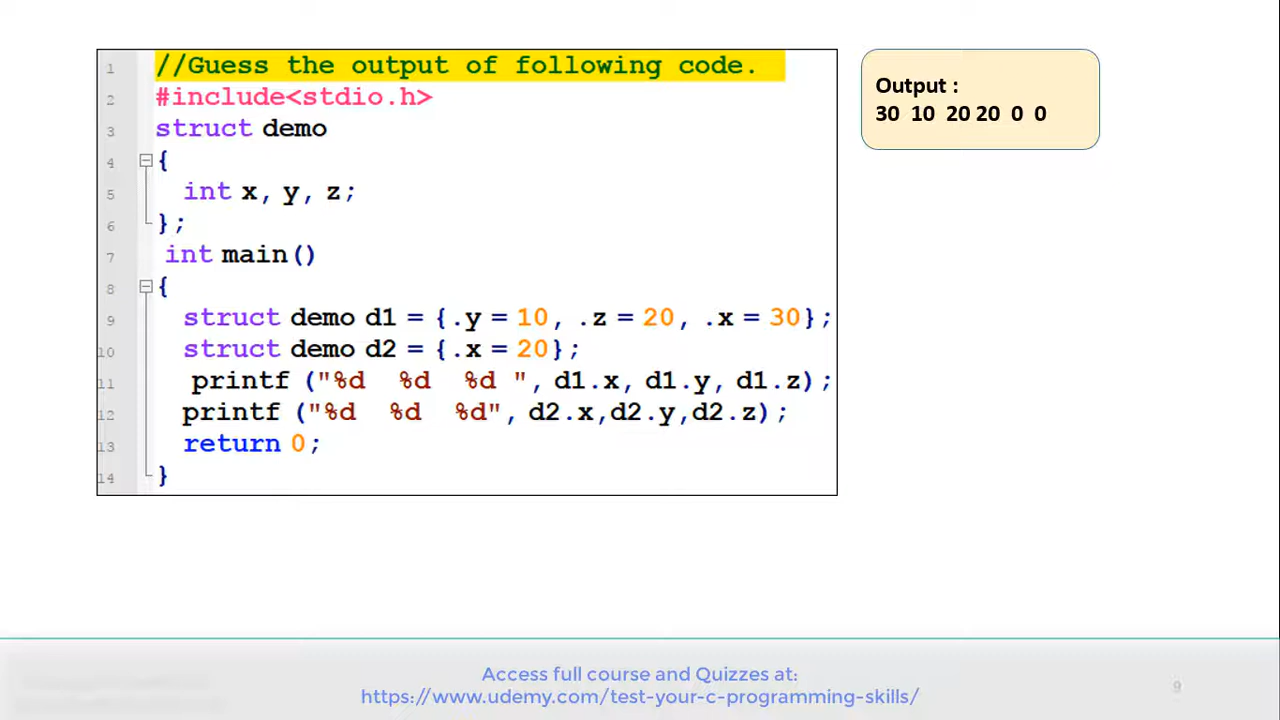 1 //Guess the output of following code.
2 #include<stdio.h>
3 struct demo
4 {
5 int x, y, z;
6 };
7 int main()
8 {
9 struct demo d1 = {.y = 10, .z = 20, .x = 30};
10 struct demo d2 = {.x = 20};
11 printf ("%d %d %d ", d1.x, d1.y, d1.z);
12 printf ("%d %d %d", d2.x,d2.y,d2.z);
13 return 0;
14 }
Output :
30 10 20 20 0 0
Access full course and Quizzes at:
https://www.udemy.com/test-your-c-programming-skills/
9